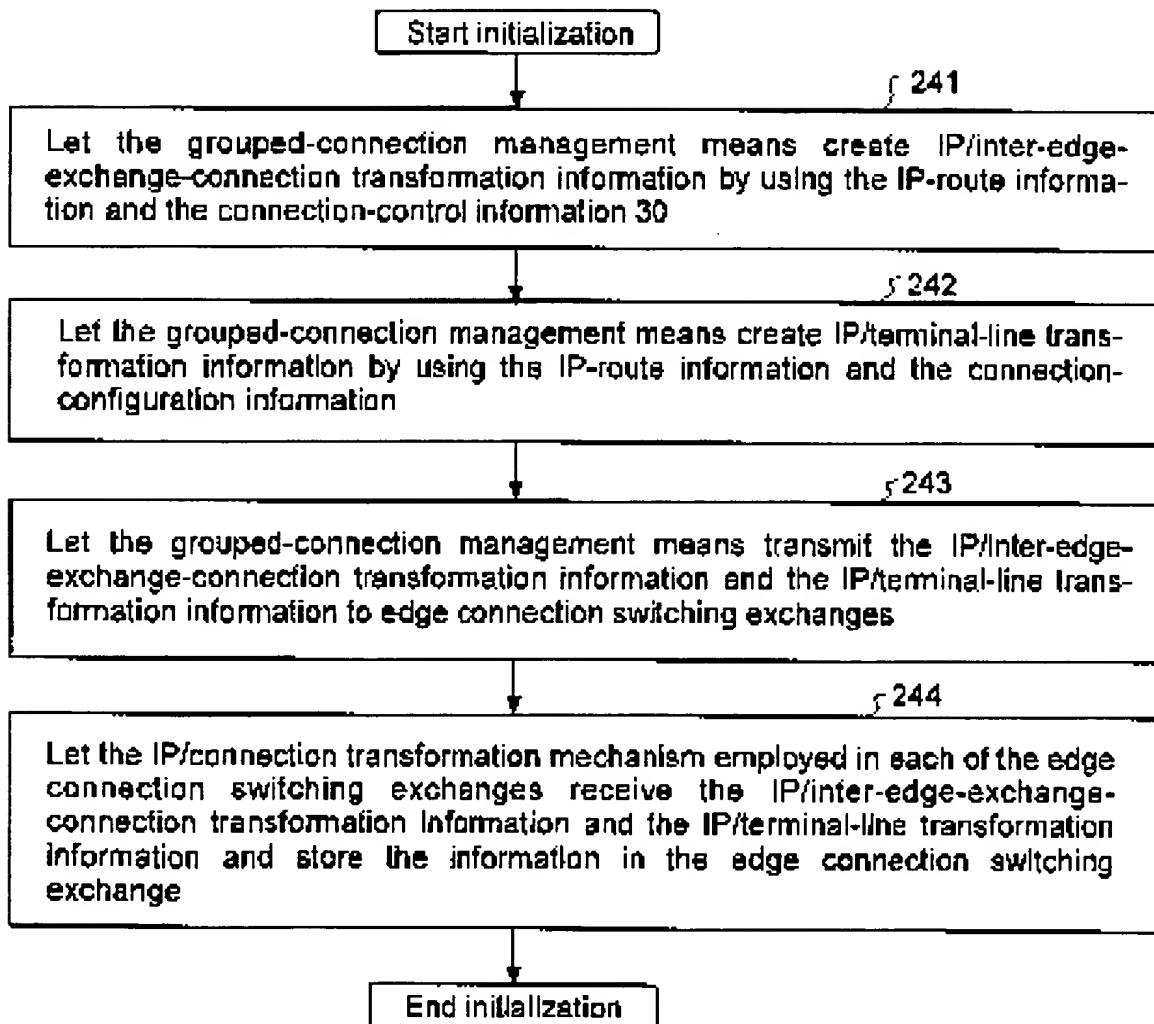 Start initialization
241
Let the grouped-connection management means create IP/inter-edge-
exchange-connection transformation information by using the IP-route informa-
tion and the connection-control information 30
242
Let the grouped-connection management means create IP/terminal-line trans-
formation information by using the IP-route information and the connection-
configuration information
243
Let the grouped-connection management means transmit the IP/inter-edge-
exchange-connection transformation information and the IP/terminal-line trans-
formation information to edge connection switching exchanges
244
Let the IP/connection transformation mechanism employed in each of the edge
connection switching exchanges receive the IP/inter-edge-exchange-
connection transformation information and the IP/terminal-line transformation
information and store the information in the edge connection switching
exchange
End initialization